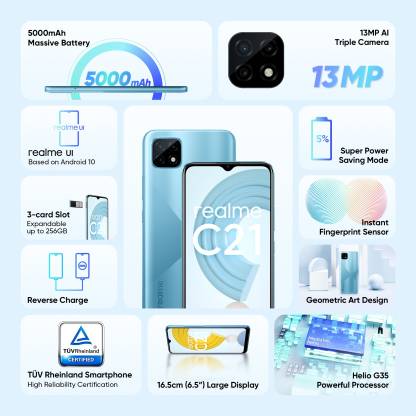 5000mAh
Massive Battery
5000mAh
13MP AI
Triple Camera
13MP
realme UI
realme UI
Based on Android 10
5%
Super Power
Saving Mode
3-card Slot
Expandable
up to 256GB
realme
C21
realme
Instant
Fingerprint Sensor
Reverse Charge
Geometric Art Design
TÜVRheinland
CERTIFIED
TÜV Rheinland Smartphone
High Reliability Certification
16.5cm (6.5”) Large Display
Helio G35
Powerful Processor